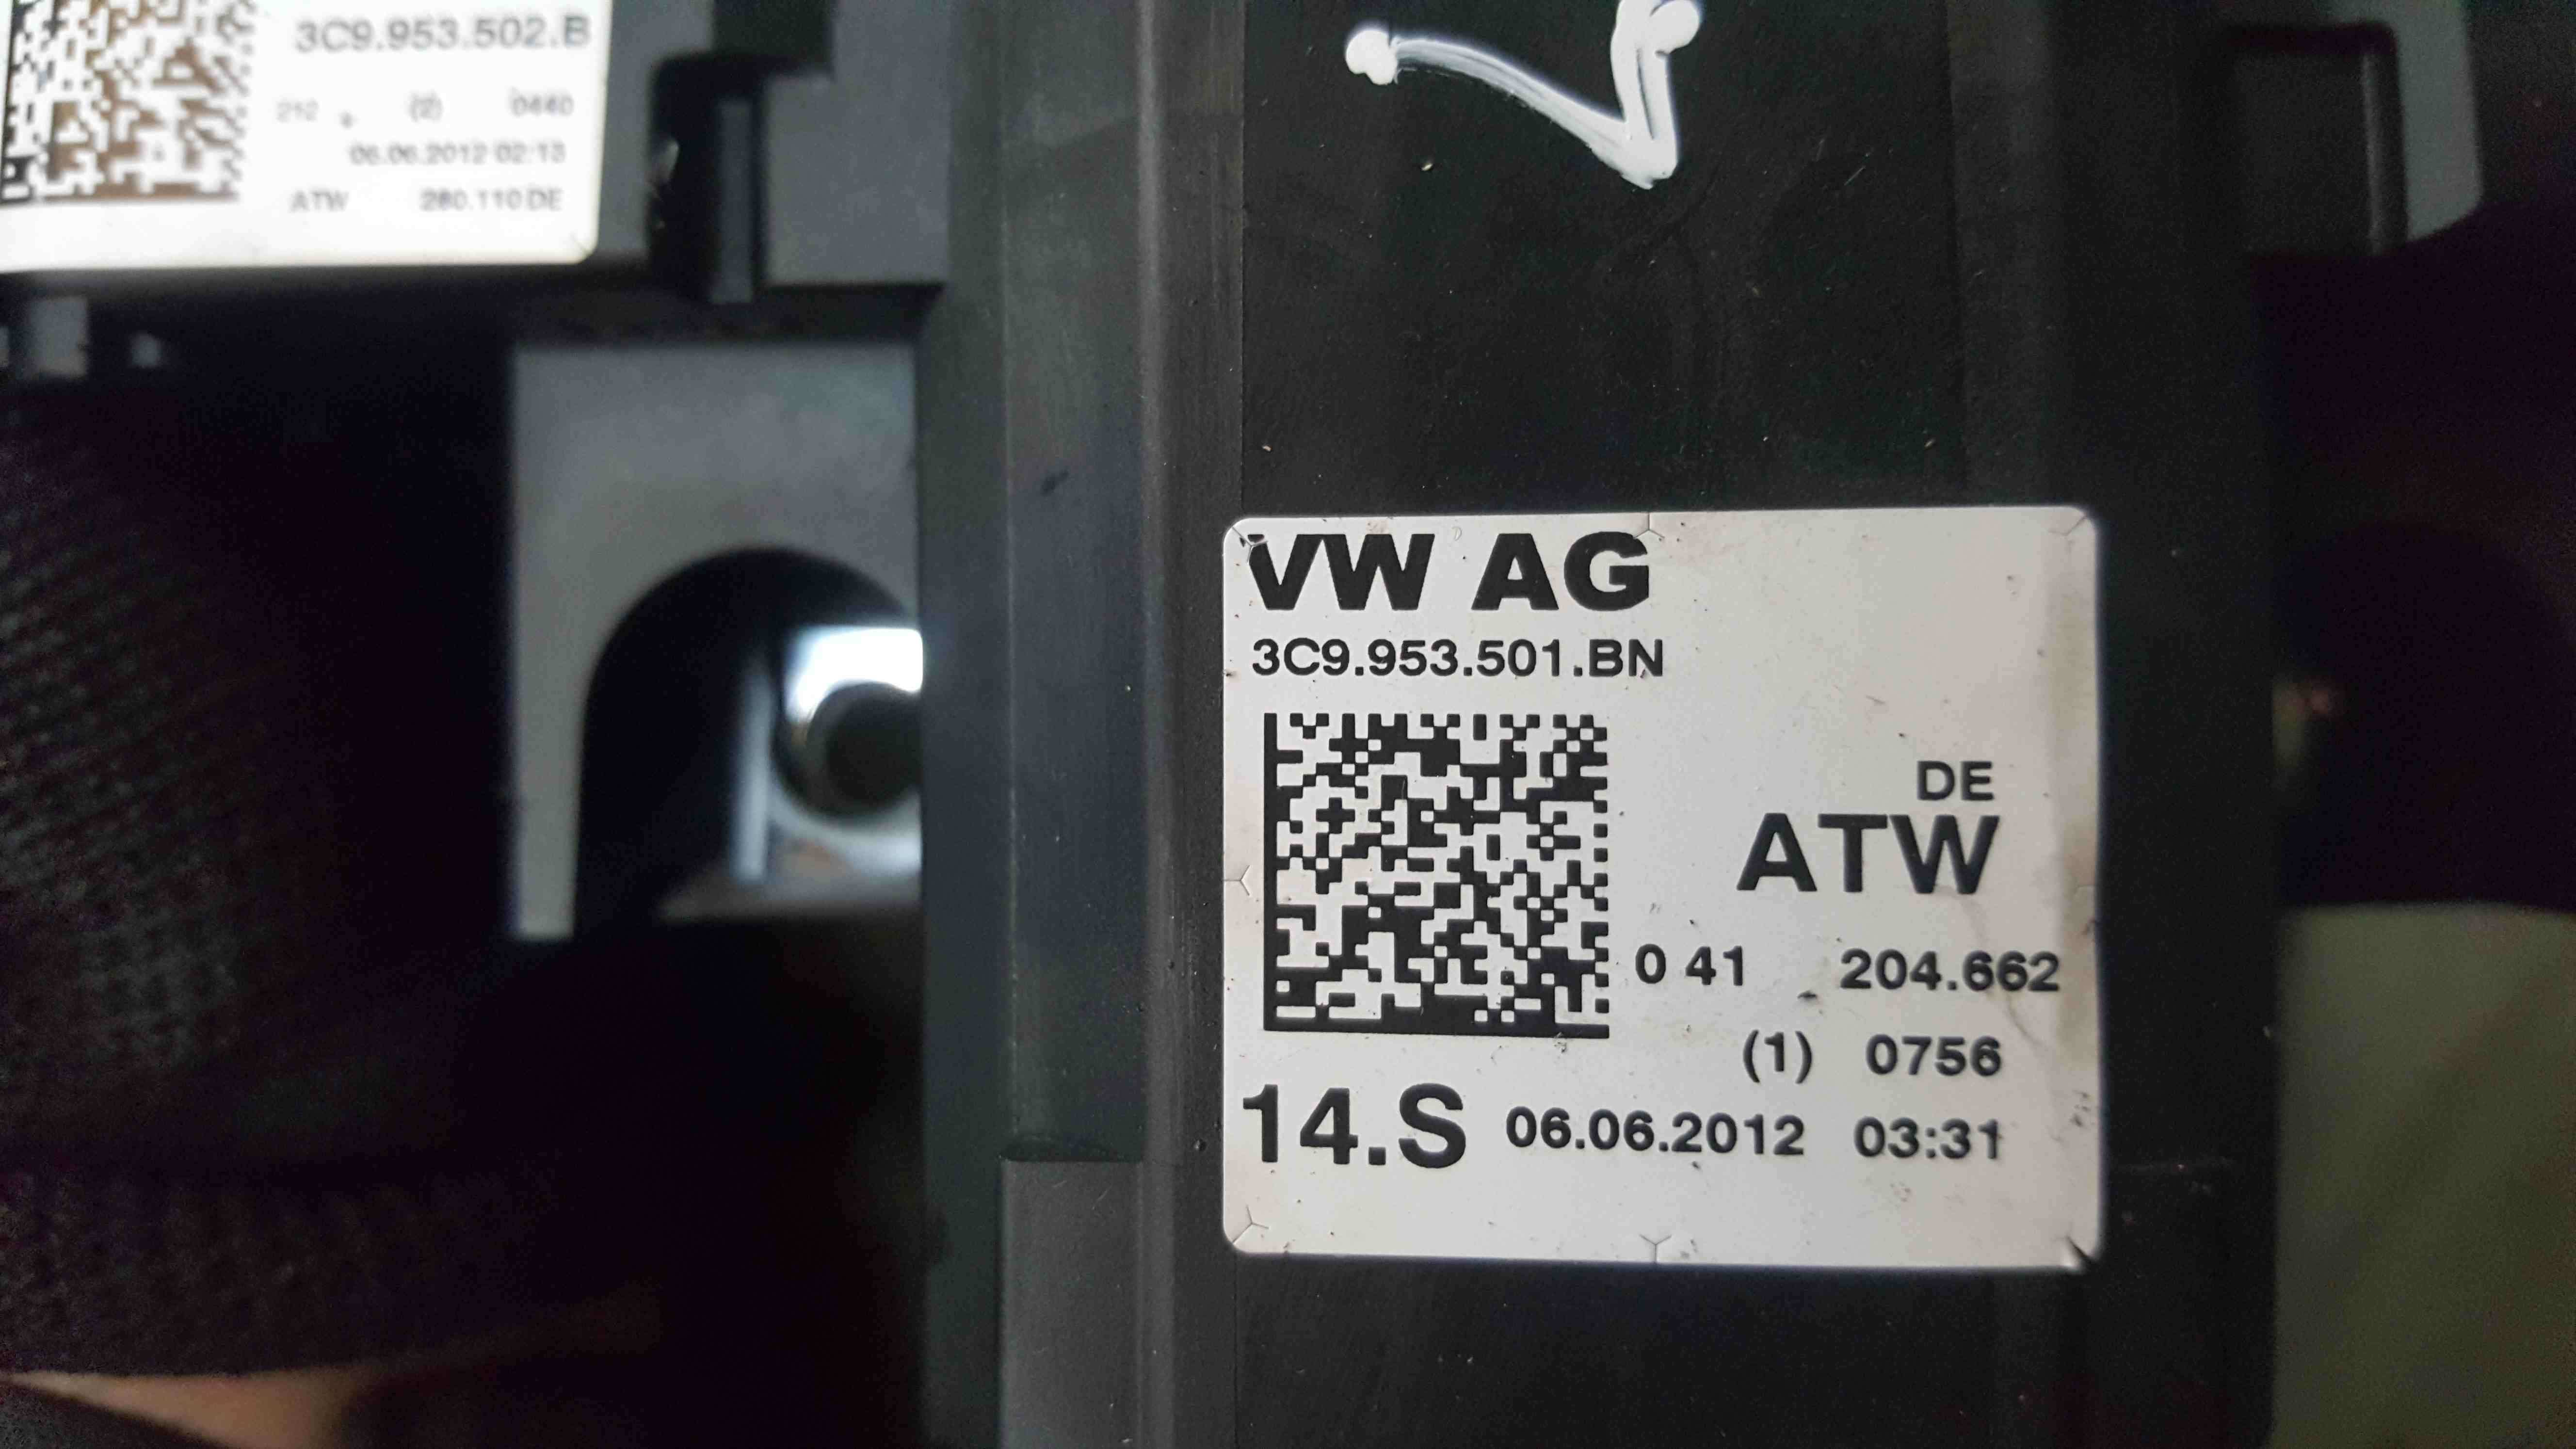 3C9.953.502.B
212 (2) 0440
06.06.2012 02:13
ATW 280.110 DE
VW AG
3C9.953.501.BN
DE
ATW
0 41 204.662
(1) 0756
14.S 06.06.2012 03:31